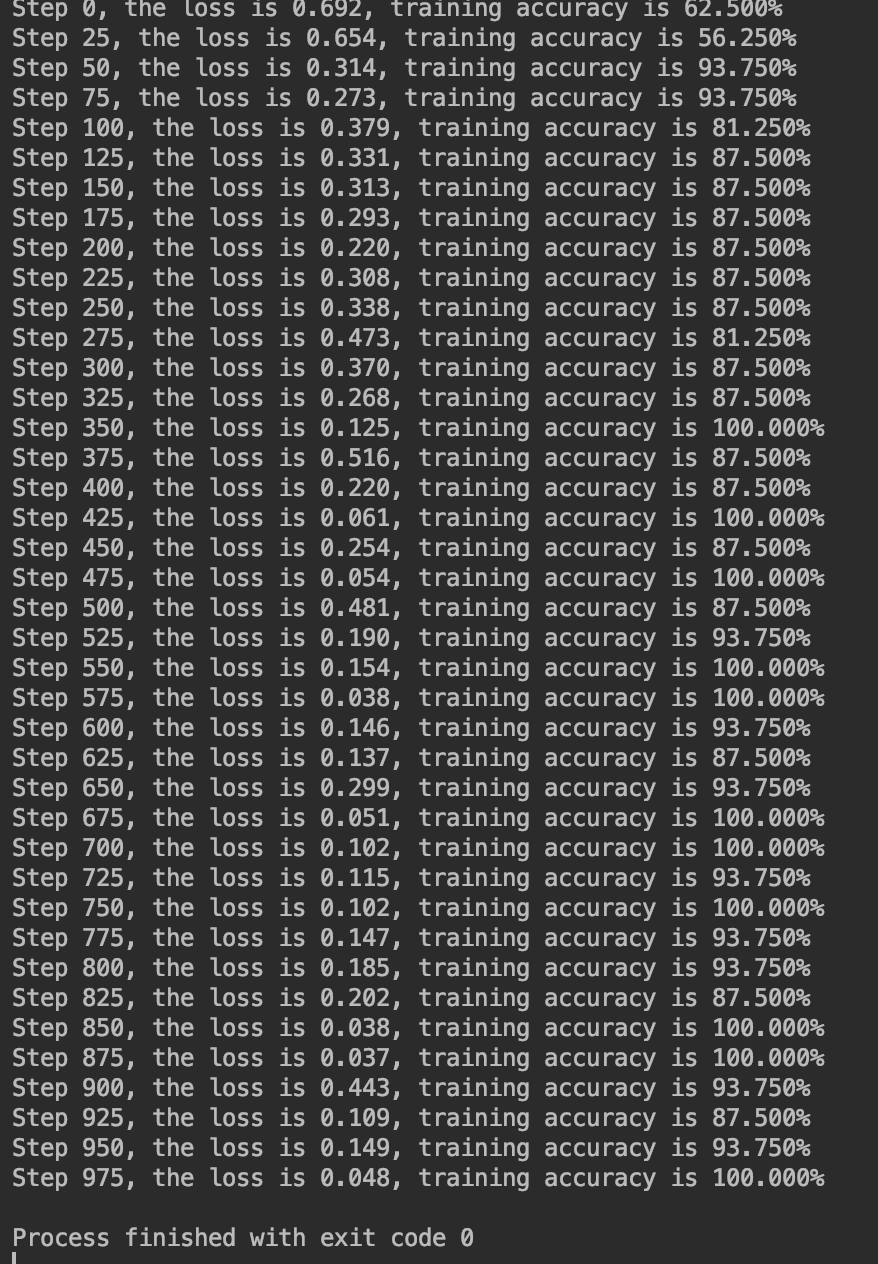 Step 0, the loss is 0.692, training accuracy is 62.500%
Step 25, the loss is 0.654, training accuracy is 56.250%
Step 50, the loss is 0.314, training accuracy is 93.750%
Step 75, the loss is 0.273, training accuracy is 93.750%
Step 100, the loss is 0.379, training accuracy is 81.250%
Step 125, the loss is 0.331, training accuracy is 87.500%
Step 150, the loss is 0.313, training accuracy is 87.500%
Step 175, the loss is 0.293, training accuracy is 87.500%
Step 200, the loss is 0.220, training accuracy is 87.500%
Step 225, the loss is 0.308, training accuracy is 87.500%
Step 250, the loss is 0.338, training accuracy is 87.500%
Step 275, the loss is 0.473, training accuracy is 81.250%
Step 300, the loss is 0.370, training accuracy is 87.500%
Step 325, the loss is 0.268, training accuracy is 87.500%
Step 350, the loss is 0.125, training accuracy is 100.000%
Step 375, the loss is 0.516, training accuracy is 87.500%
Step 400, the loss is 0.220, training accuracy is 87.500%
Step 425, the loss is 0.061, training accuracy is 100.000%
Step 450, the loss is 0.254, training accuracy is 87.500%
Step 475, the loss is 0.054, training accuracy is 100.000%
Step 500, the loss is 0.481, training accuracy is 87.500%
Step 525, the loss is 0.190, training accuracy is 93.750%
Step 550, the loss is 0.154, training accuracy is 100.000%
Step 575, the loss is 0.038, training accuracy is 100.000%
Step 600, the loss is 0.146, training accuracy is 93.750%
Step 625, the loss is 0.137, training accuracy is 87.500%
Step 650, the loss is 0.299, training accuracy is 93.750%
Step 675, the loss is 0.051, training accuracy is 100.000%
Step 700, the loss is 0.102, training accuracy is 100.000%
Step 725, the loss is 0.115, training accuracy is 93.750%
Step 750, the loss is 0.102, training accuracy is 100.000%
Step 775, the loss is 0.147, training accuracy is 93.750%
Step 800, the loss is 0.185, training accuracy is 93.750%
Step 825, the loss is 0.202, training accuracy is 87.500%
Step 850, the loss is 0.038, training accuracy is 100.000%
Step 875, the loss is 0.037, training accuracy is 100.000%
Step 900, the loss is 0.443, training accuracy is 93.750%
Step 925, the loss is 0.109, training accuracy is 87.500%
Step 950, the loss is 0.149, training accuracy is 93.750%
Step 975, the loss is 0.048, training accuracy is 100.000%
Process finished with exit code 0